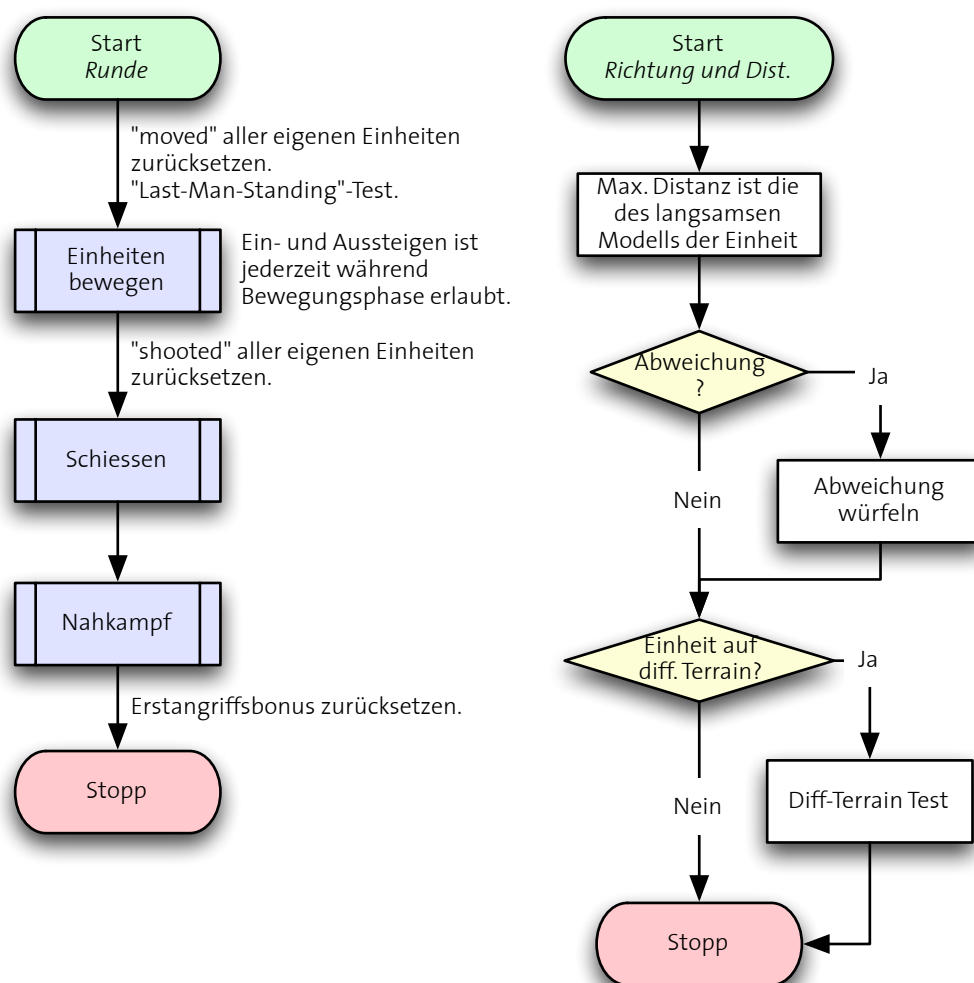 Start
Runde
"moved" aller eigenen Einheiten
zurücksetzen.
"Last-Man-Standing"-Test.
Einheiten
bewegen
Ein- und Aussteigen ist
jederzeit während
Bewegungsphase erlaubt.
"shooted" aller eigenen Einheiten
zurücksetzen.
Schiessen
Nahkampf
Erstangriffsbonus zurücksetzen.
Stopp
Start
Richtung und Dist.
Max. Distanz ist die
des langsamsen
Modells der Einheit
Abweichung
?
Ja
Nein
Abweichung
würfeln
Einheit auf
diff. Terrain?
Ja
Nein
Diff-Terrain Test
Stopp